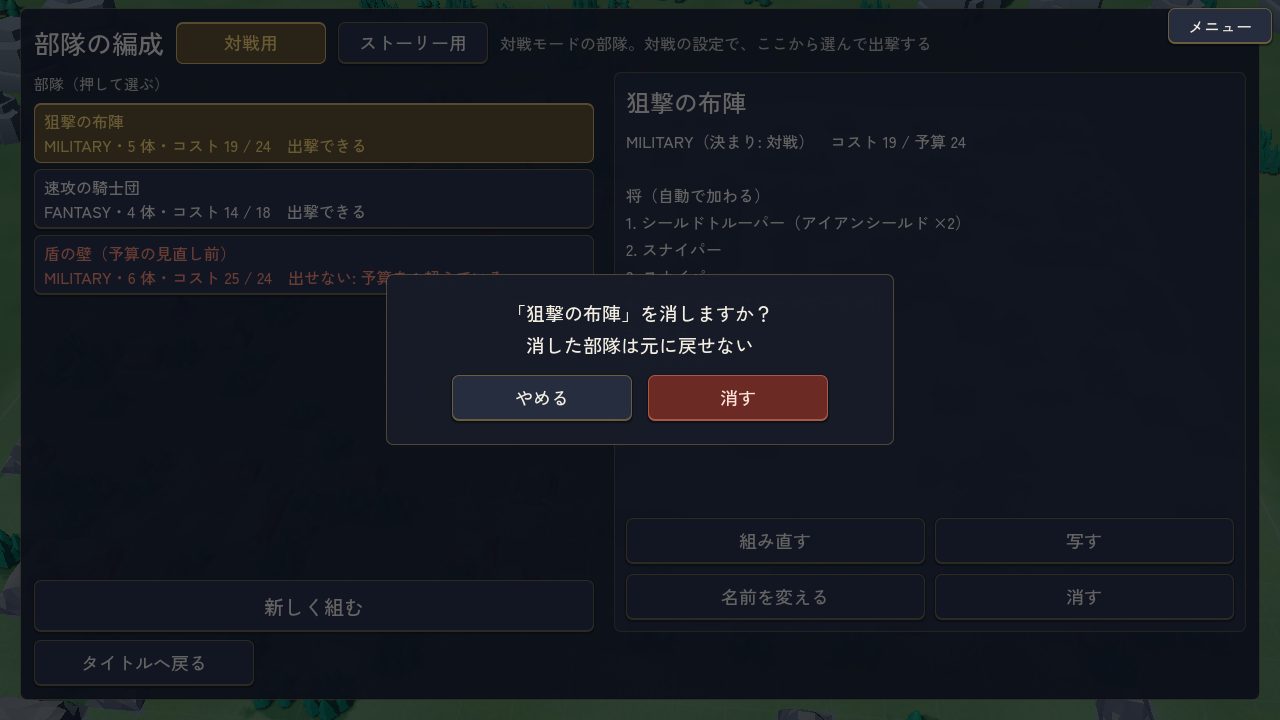 部隊の編成
対戦用
ストーリー用
対戦モードの部隊。対戦の設定で、ここから選んで出撃する
メニュー
部隊（押して選ぶ）
狙撃の布陣
MILITARY・5 体・コスト 19 / 24　出撃できる
速攻の騎士団
FANTASY・4 体・コスト 14 / 18　出撃できる
盾の壁（予算の見直し前）
MILITARY・6 体・コスト 25 / 24　出せない: 予算
狙撃の布陣
MILITARY（決まり: 対戦）　コスト 19 / 予算 24
将（自動で加わる）
1. シールドトルーパー（アイアンシールド ×2）
2. スナイパー
「狙撃の布陣」を消しますか？
消した部隊は元に戻せない
やめる
消す
組み直す
写す
名前を変える
消す
新しく組む
タイトルへ戻る